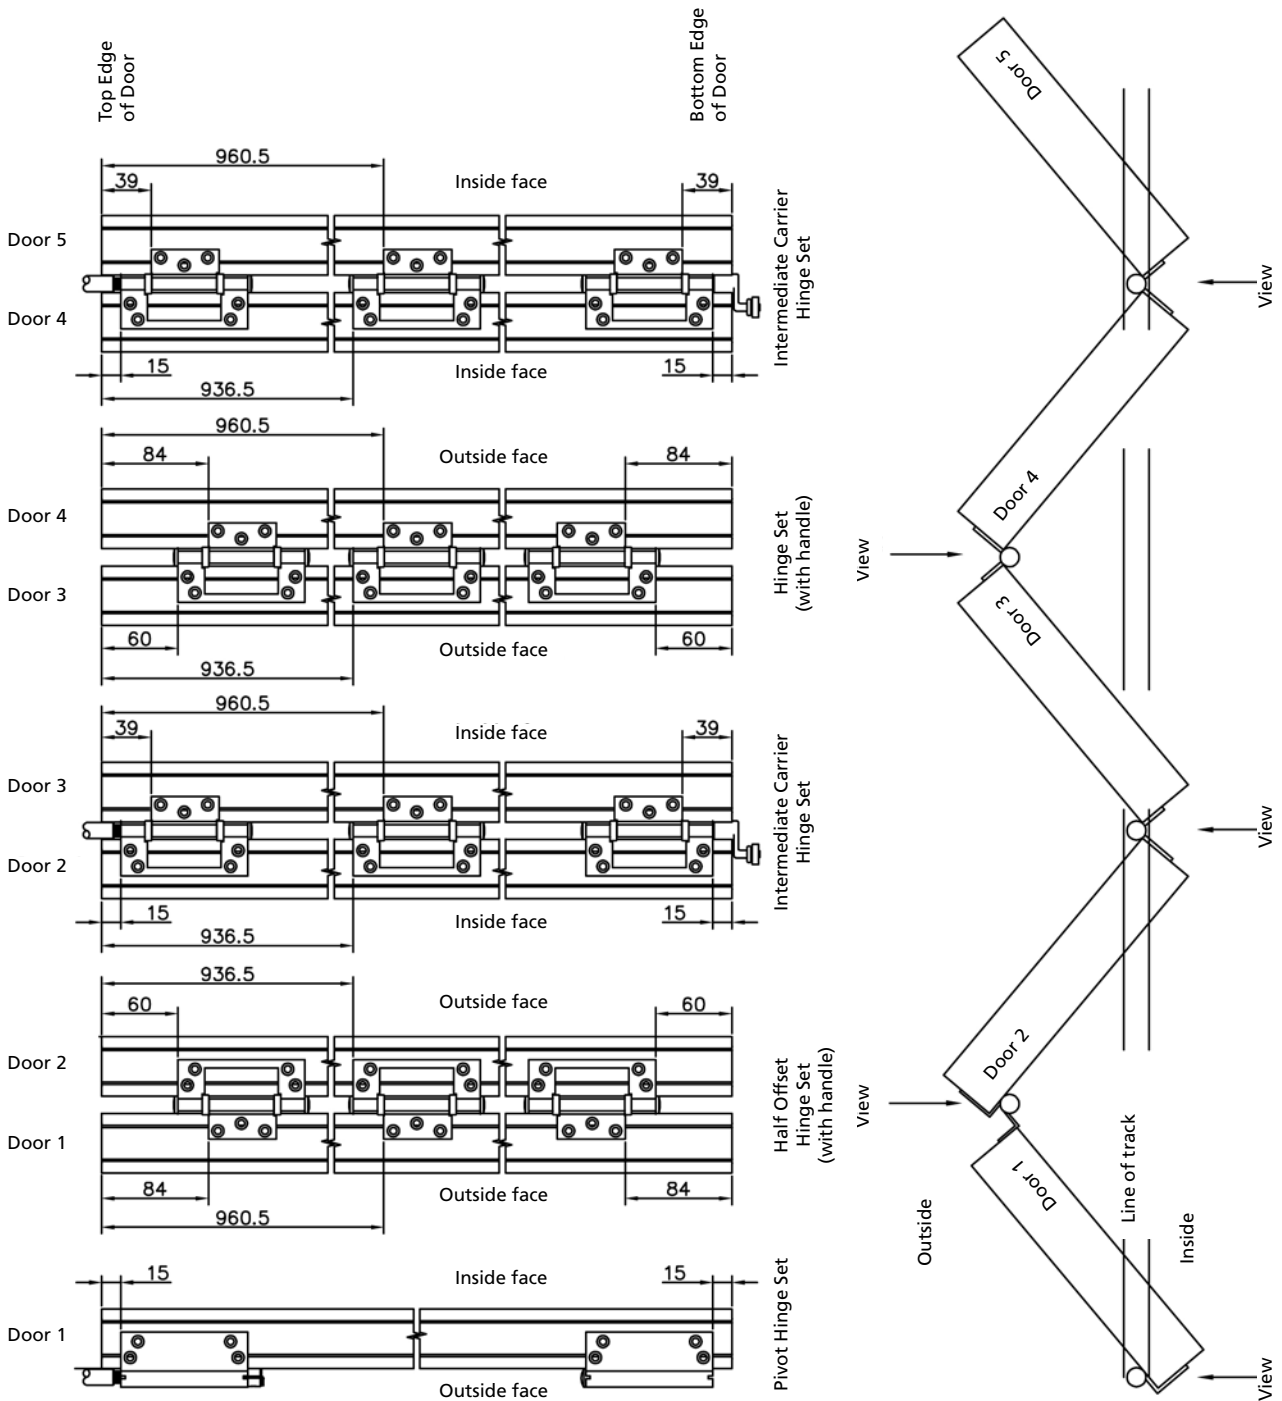 Top Edge
of Door
Bottom Edge
of Door
960.5
39
Inside face
39
Door 5
Door 4
15
Inside face
15
936.5
Intermediate Carrier
Hinge Set
960.5
84
Outside face
84
Door 4
Door 3
60
Outside face
60
936.5
Hinge Set
(with handle)
960.5
39
Inside face
39
Door 3
Door 2
15
Inside face
15
936.5
Intermediate Carrier
Hinge Set
936.5
60
Outside face
60
Door 2
Door 1
84
Outside face
84
960.5
Half Offset
Hinge Set
(with handle)
15
Inside face
15
Door 1
Outside face
Pivot Hinge Set
Door 5
View
Door 4
View
Door 3
View
Door 2
View
Door 1
Line of track
Outside
Inside
View